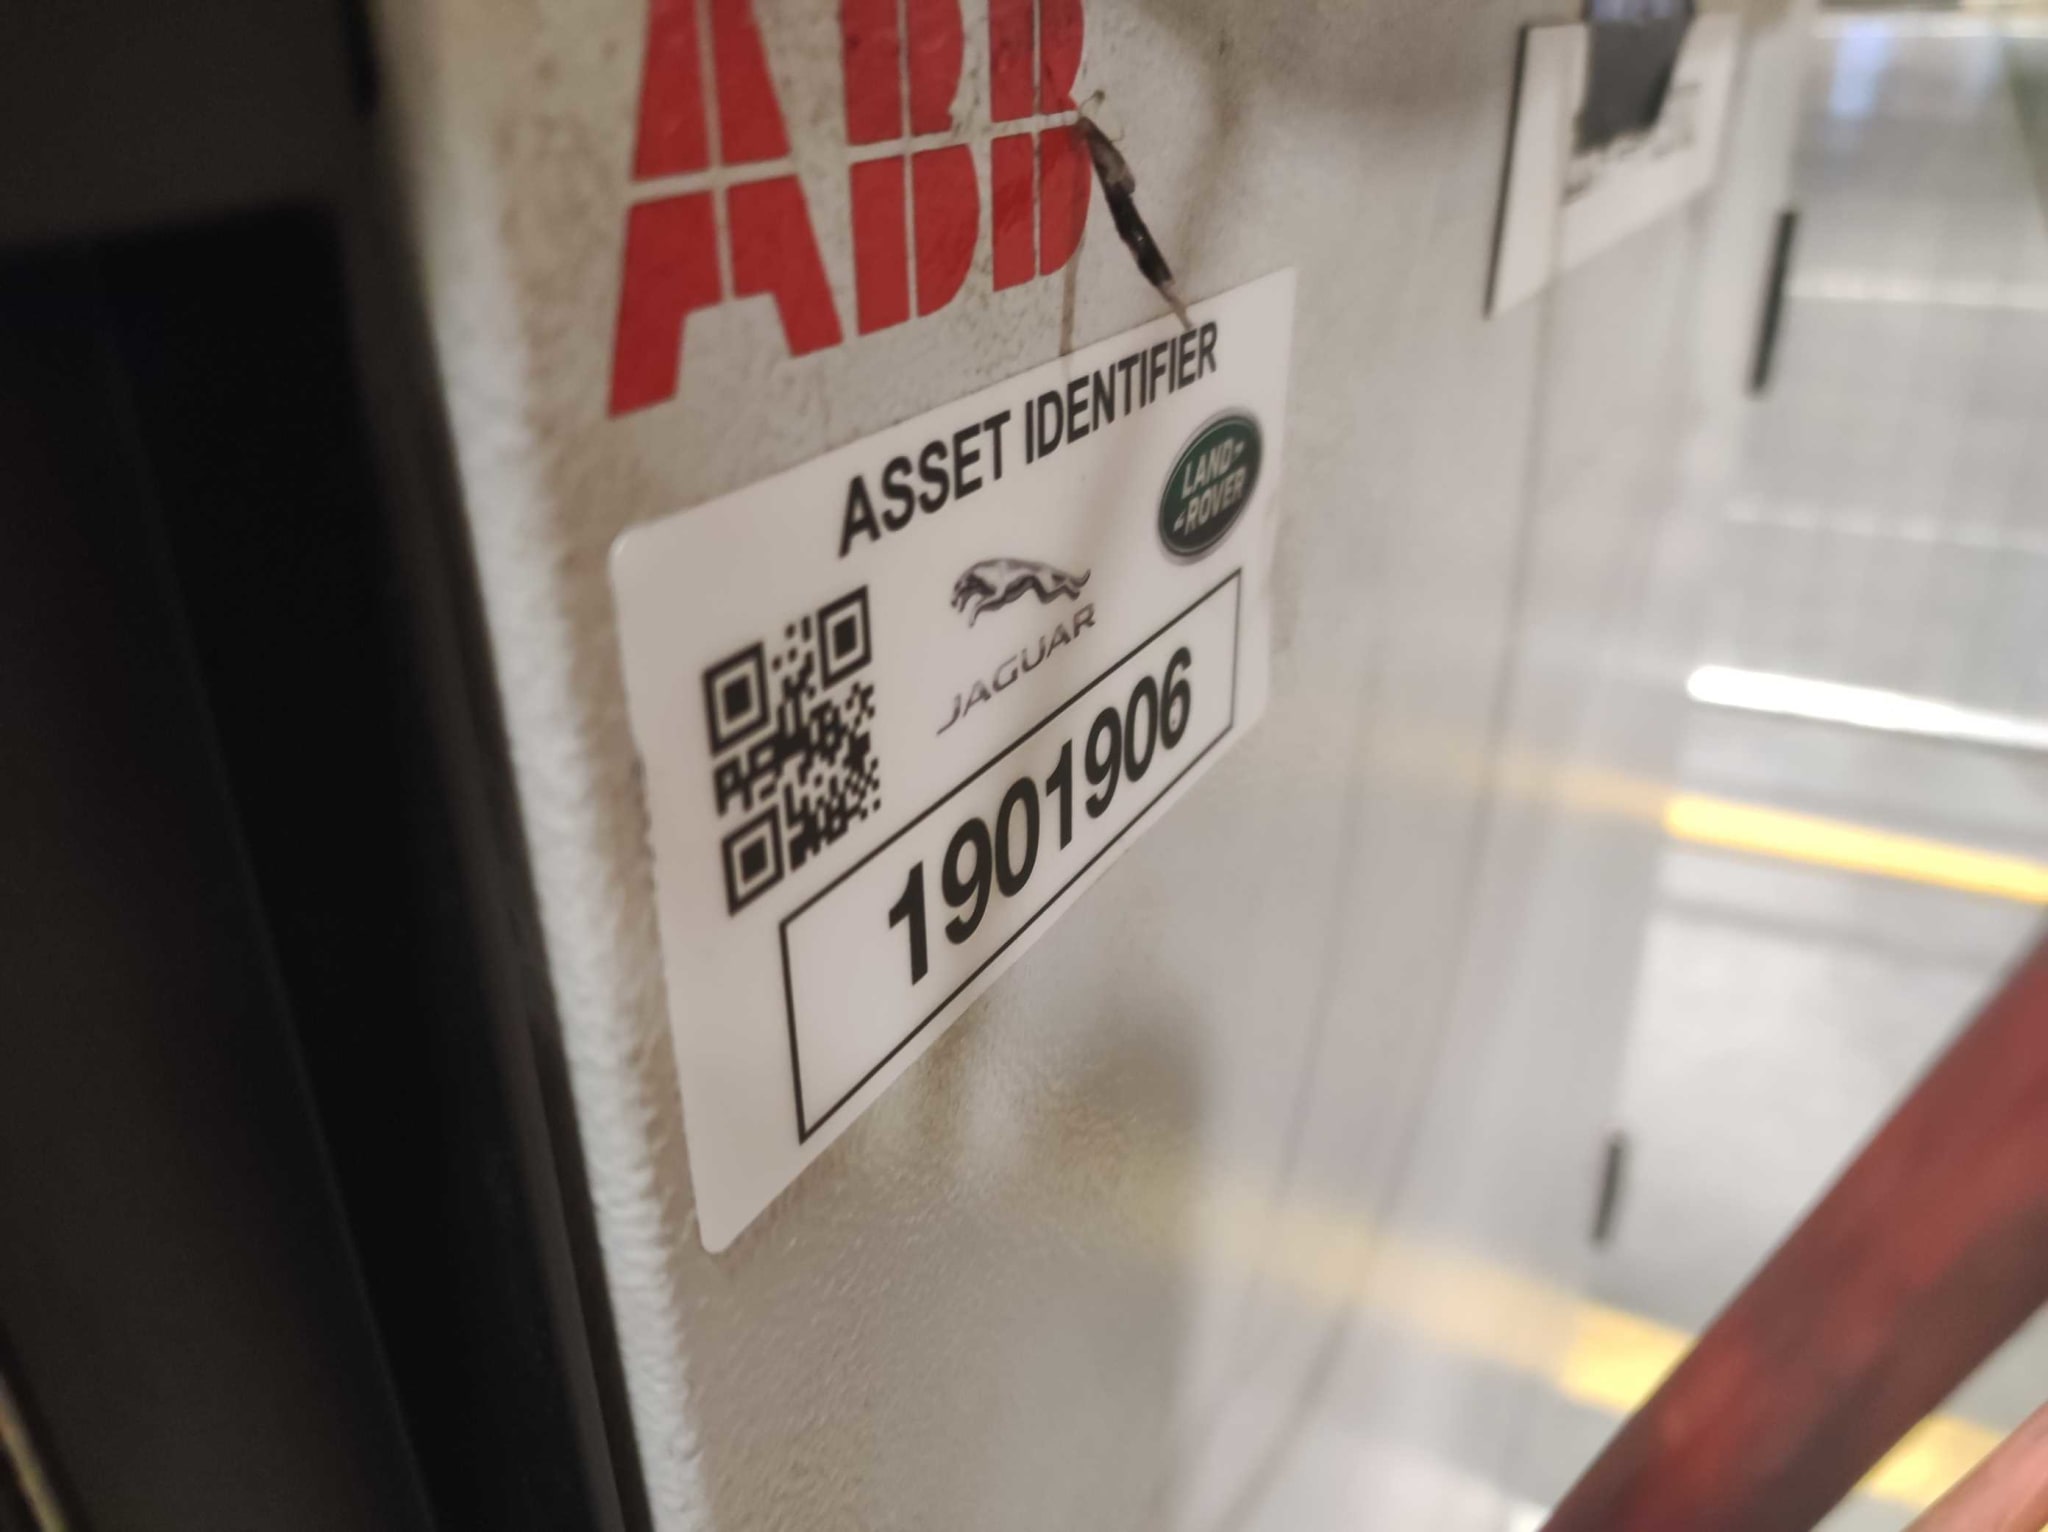 ABB
ASSET IDENTIFIER
LAND
ROVER
JAGUAR
1901906